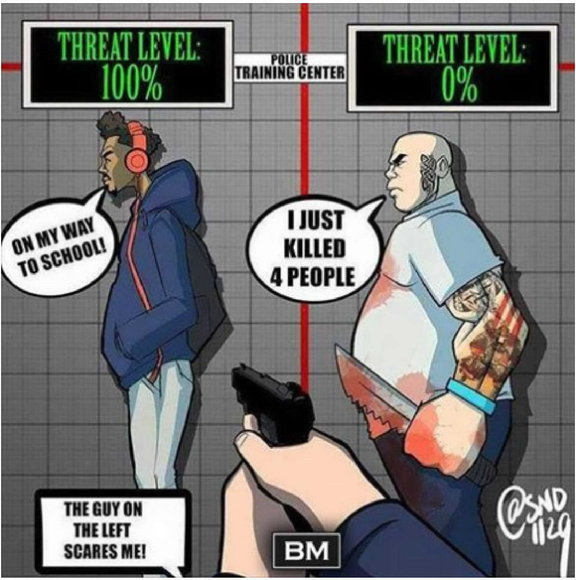 THREAT LEVEL:
100%
POLICE
TRAINING CENTER
THREAT LEVEL:
0%
ON MY WAY
TO SCHOOL!
I JUST
KILLED
4 PEOPLE
THE GUY ON
THE LEFT
SCARES ME!
BM
@SND
1129